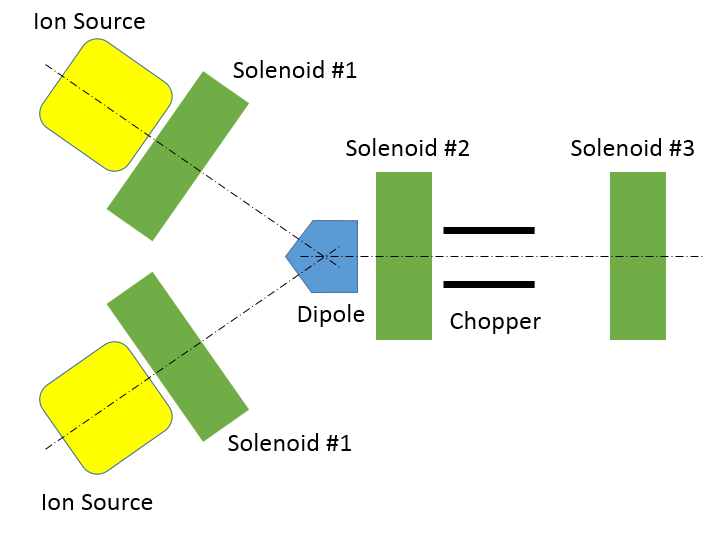 Ion Source
Solenoid #1
Solenoid #2
Solenoid #3
Dipole
Chopper
Solenoid #1
Ion Source